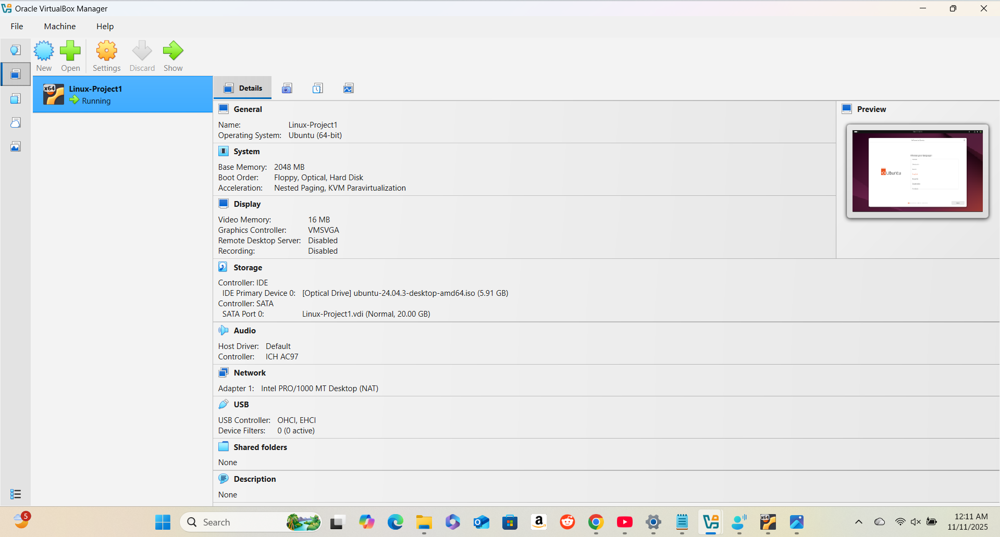 Oracle VirtualBox Manager
File Machine Help
New Open Settings Discard Show
x64 Linux-Project1
Running
Details
General
Name: Linux-Project1
Operating System: Ubuntu (64-bit)
System
Base Memory: 2048 MB
Boot Order: Floppy, Optical, Hard Disk
Acceleration: Nested Paging, KVM Paravirtualization
Display
Video Memory: 16 MB
Graphics Controller: VMSVGA
Remote Desktop Server: Disabled
Recording: Disabled
Preview
Choose your language:
Ubuntu
Storage
Controller: IDE
IDE Primary Device 0: [Optical Drive] ubuntu-24.04.3-desktop-amd64.iso (5.91 GB)
Controller: SATA
SATA Port 0: Linux-Project1.vdi (Normal, 20.00 GB)
Audio
Host Driver: Default
Controller: ICH AC97
Network
Adapter 1: Intel PRO/1000 MT Desktop (NAT)
USB
USB Controller: OHCI, EHCI
Device Filters: 0 (0 active)
Shared folders
None
Description
None
5
Search
x64
12:11 AM
11/11/2025